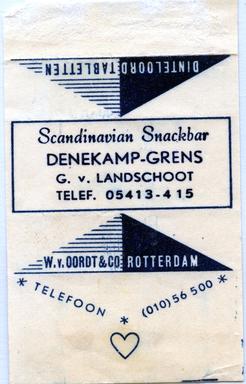 DINTELOORD TABLETTEN
Scandinavian Snackbar
DENEKAMP-GRENS
G. v. LANDSCHOOT
TELEF. 05413-415
W. v. OORDT & CO ROTTERDAM
* TELEFOON * (010) 56 500 *